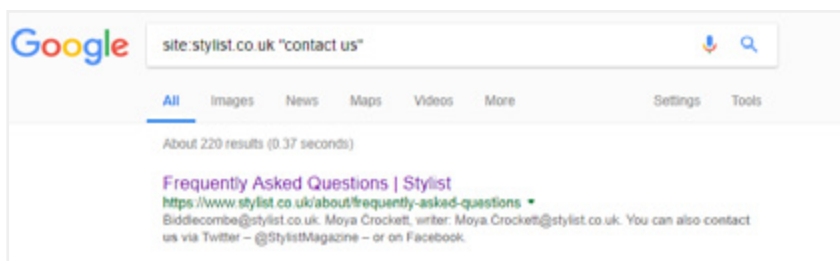 Google
site:stylist.co.uk "contact us"
All Images News Maps Videos More Settings Tools
About 220 results (0.37 seconds)
Frequently Asked Questions | Stylist
https://www.stylist.co.uk/about/frequently-asked-questions
Biddlecombe@stylist.co.uk. Moya Crockett, writer: Moya.Crockett@stylist.co.uk. You can also contact
us via Twitter – @StylistMagazine – or on Facebook.